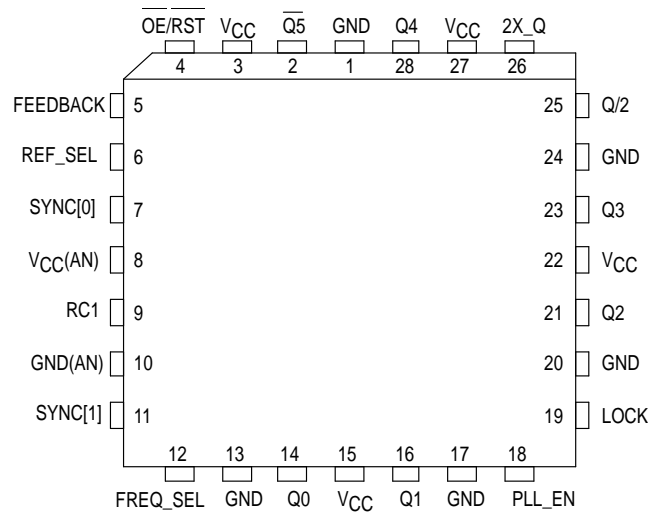 O̅E̅/R̅S̅T̅ VCC Q̅5̅ GND Q4 VCC 2X_Q
4 3 2 1 28 27 26
FEEDBACK 5 25 Q/2
REF_SEL 6 24 GND
SYNC[0] 7 23 Q3
VCC(AN) 8 22 VCC
RC1 9 21 Q2
GND(AN) 10 20 GND
SYNC[1] 11 19 LOCK
12 13 14 15 16 17 18
FREQ_SEL GND Q0 VCC Q1 GND PLL_EN